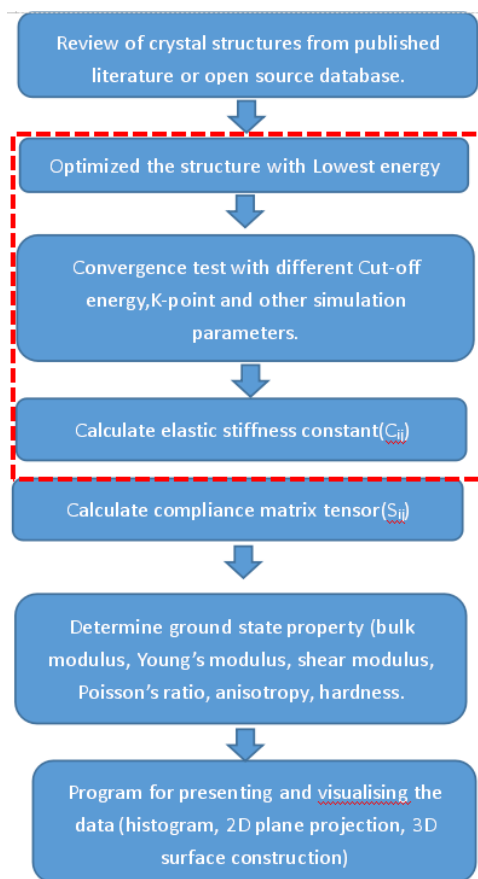 Review of crystal structures from published
literature or open source database.
Optimized the structure with Lowest energy
Convergence test with different Cut-off
energy,K-point and other simulation
parameters.
Calculate elastic stiffness constant(Cij)
Calculate compliance matrix tensor(Sij)
Determine ground state property (bulk
modulus, Young’s modulus, shear modulus,
Poisson’s ratio, anisotropy, hardness.
Program for presenting and visualising the
data (histogram, 2D plane projection, 3D
surface construction)